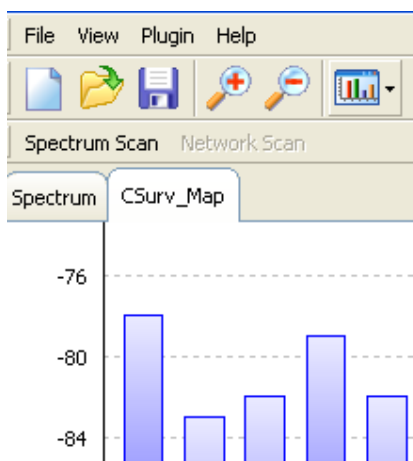 File View Plugin Help
Spectrum Scan Network Scan
Spectrum CSurv_Map
-76
-80
-84